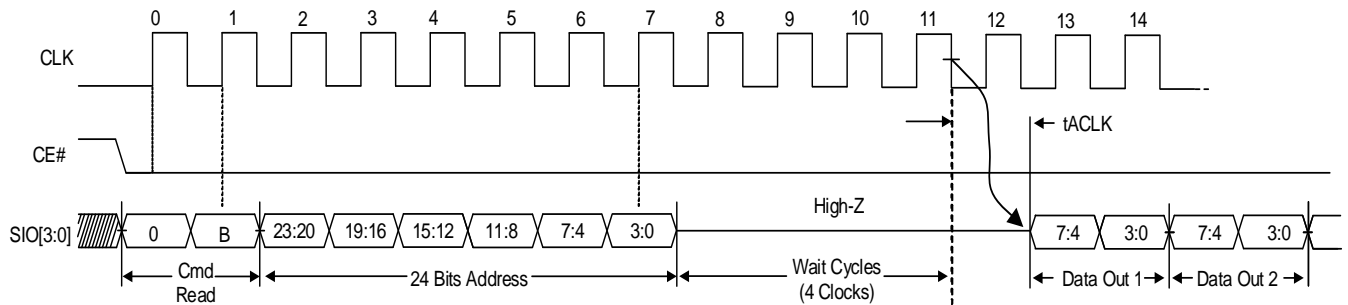 0 1 2 3 4 5 6 7 8 9 10 11 12 13 14
CLK
tACLK
CE#
High-Z
SIO[3:0] 0 B 23:20 19:16 15:12 11:8 7:4 3:0 7:4 3:0 7:4 3:0
Cmd Read
24 Bits Address
Wait Cycles
(4 Clocks)
Data Out 1
Data Out 2